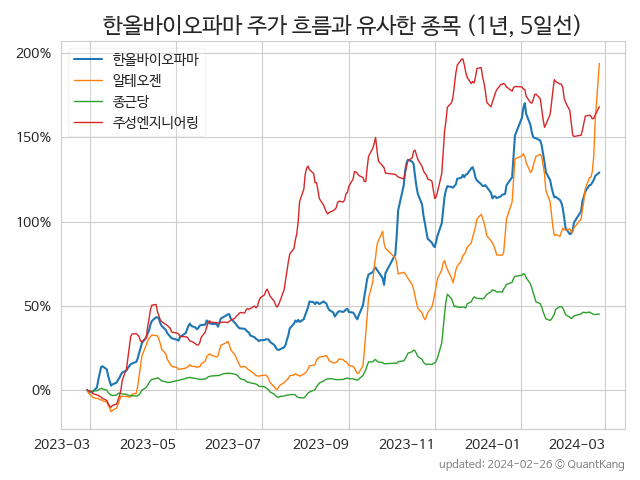 한올바이오파마 주가 흐름과 유사한 종목 (1년, 5일선)
한올바이오파마
알테오젠
종근당
주성엔지니어링
200%
150%
100%
50%
0%
2023-03 2023-05 2023-07 2023-09 2023-11 2024-01 2024-03
updated: 2024-02-26 © QuantKang